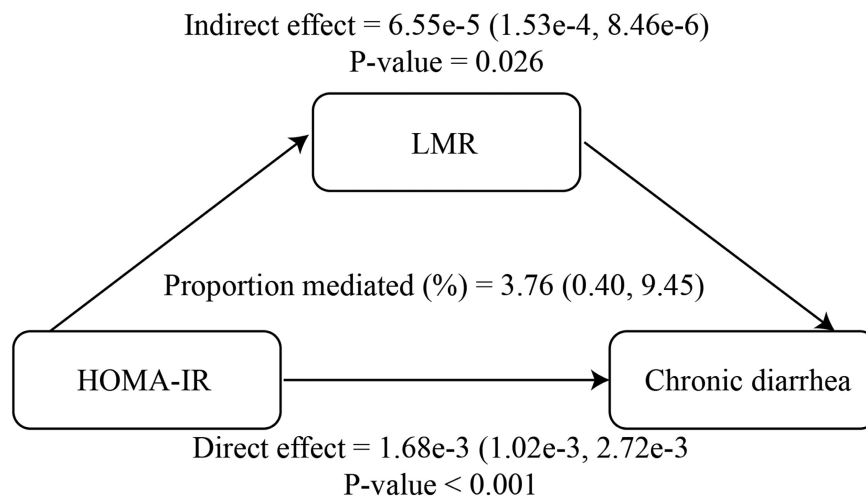 Indirect effect = 6.55e-5 (1.53e-4, 8.46e-6)
P-value = 0.026
LMR
Proportion mediated (%) = 3.76 (0.40, 9.45)
HOMA-IR
Chronic diarrhea
Direct effect = 1.68e-3 (1.02e-3, 2.72e-3
P-value < 0.001